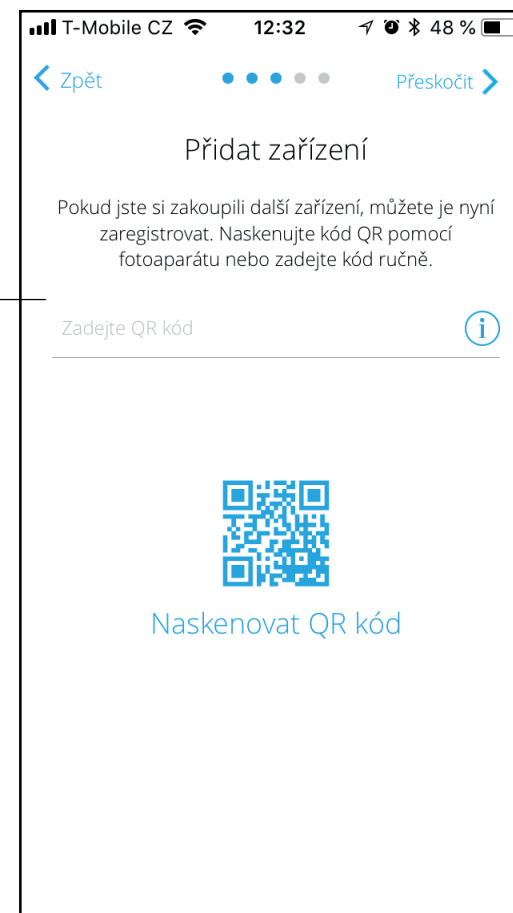 T-Mobile CZ 12:32 48 %
Zpět Přeskočit
Přidat zařízení
Pokud jste si zakoupili další zařízení, můžete je nyní
zaregistrovat. Naskenujte kód QR pomocí
fotoaparátu nebo zadejte kód ručně.
Zadejte QR kód i
Naskenovat QR kód